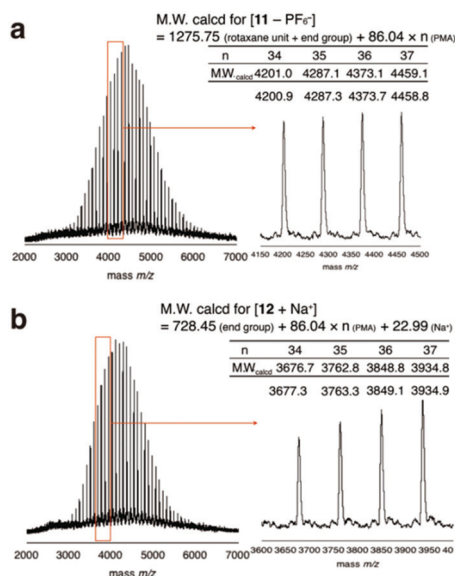 a
M.W. calcd for [11 – PF₆⁻]
= 1275.75 (rotaxane unit + end group) + 86.04 × n (PMA)
n 34 35 36 37
M.W.calcd 4201.0 4287.1 4373.1 4459.1
4200.9 4287.3 4373.7 4458.8
2000 3000 4000 5000 6000 7000
mass m/z
4150 4200 4250 4300 4350 4400 4450 4500
mass m/z
b
M.W. calcd for [12 + Na⁺]
= 728.45 (end group) + 86.04 × n (PMA) + 22.99 (Na⁺)
n 34 35 36 37
M.Wcalcd 3676.7 3762.8 3848.8 3934.8
3677.3 3763.3 3849.1 3934.9
2000 3000 4000 5000 6000 7000
mass m/z
3600 3650 3700 3750 3800 3850 3900 3950 40
mass m/z